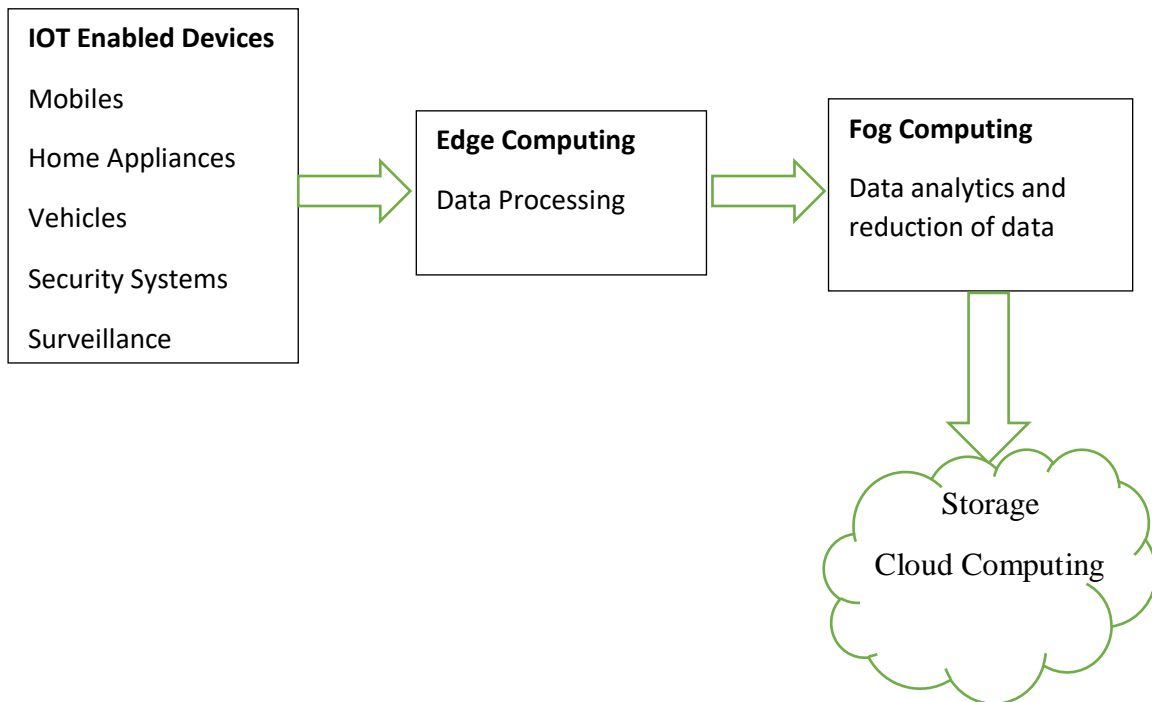 IOT Enabled Devices
Mobiles
Home Appliances
Vehicles
Security Systems
Surveillance
Edge Computing
Data Processing
Fog Computing
Data analytics and
reduction of data
Storage
Cloud Computing